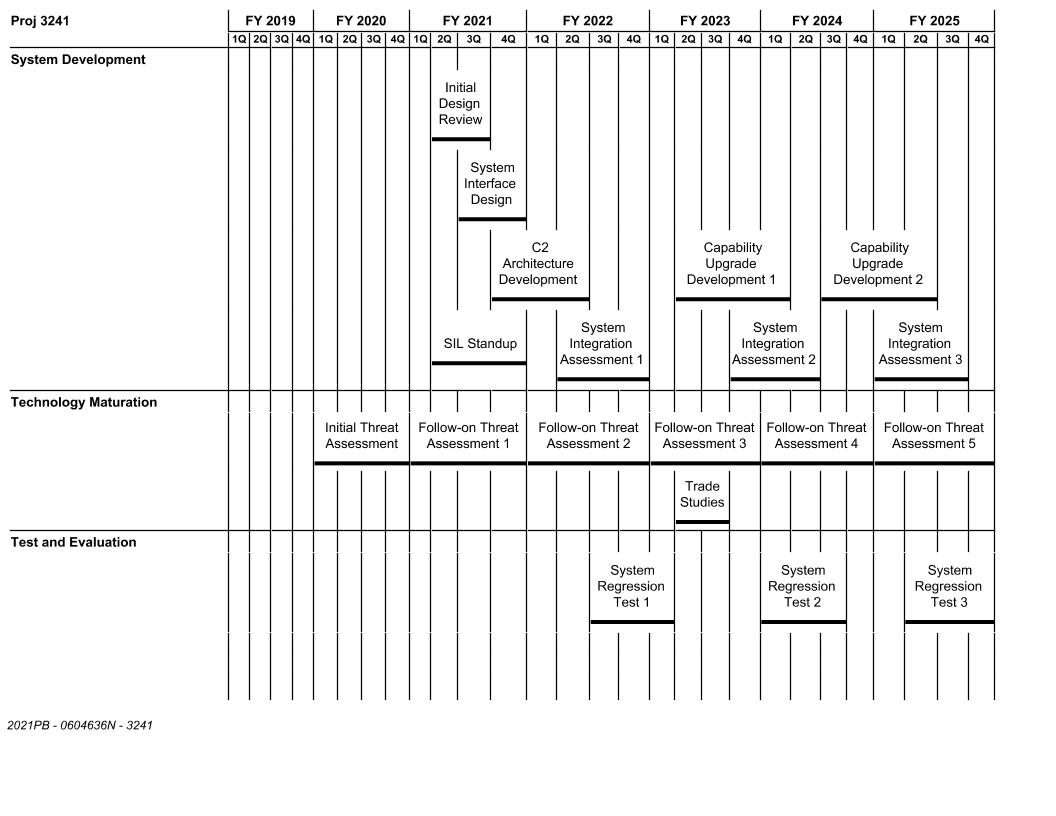 Proj 3241
FY 2019 FY 2020 FY 2021 FY 2022 FY 2023 FY 2024 FY 2025
1Q 2Q 3Q 4Q 1Q 2Q 3Q 4Q 1Q 2Q 3Q 4Q 1Q 2Q 3Q 4Q 1Q 2Q 3Q 4Q 1Q 2Q 3Q 4Q 1Q 2Q 3Q 4Q
System Development
Initial
Design
Review
System
Interface
Design
C2
Architecture
Development
Capability
Upgrade
Development 1
Capability
Upgrade
Development 2
SIL Standup
System
Integration
Assessment 1
System
Integration
Assessment 2
System
Integration
Assessment 3
Technology Maturation
Initial Threat
Assessment
Follow-on Threat
Assessment 1
Follow-on Threat
Assessment 2
Follow-on Threat
Assessment 3
Follow-on Threat
Assessment 4
Follow-on Threat
Assessment 5
Trade
Studies
Test and Evaluation
System
Regression
Test 1
System
Regression
Test 2
System
Regression
Test 3
2021PB - 0604636N - 3241